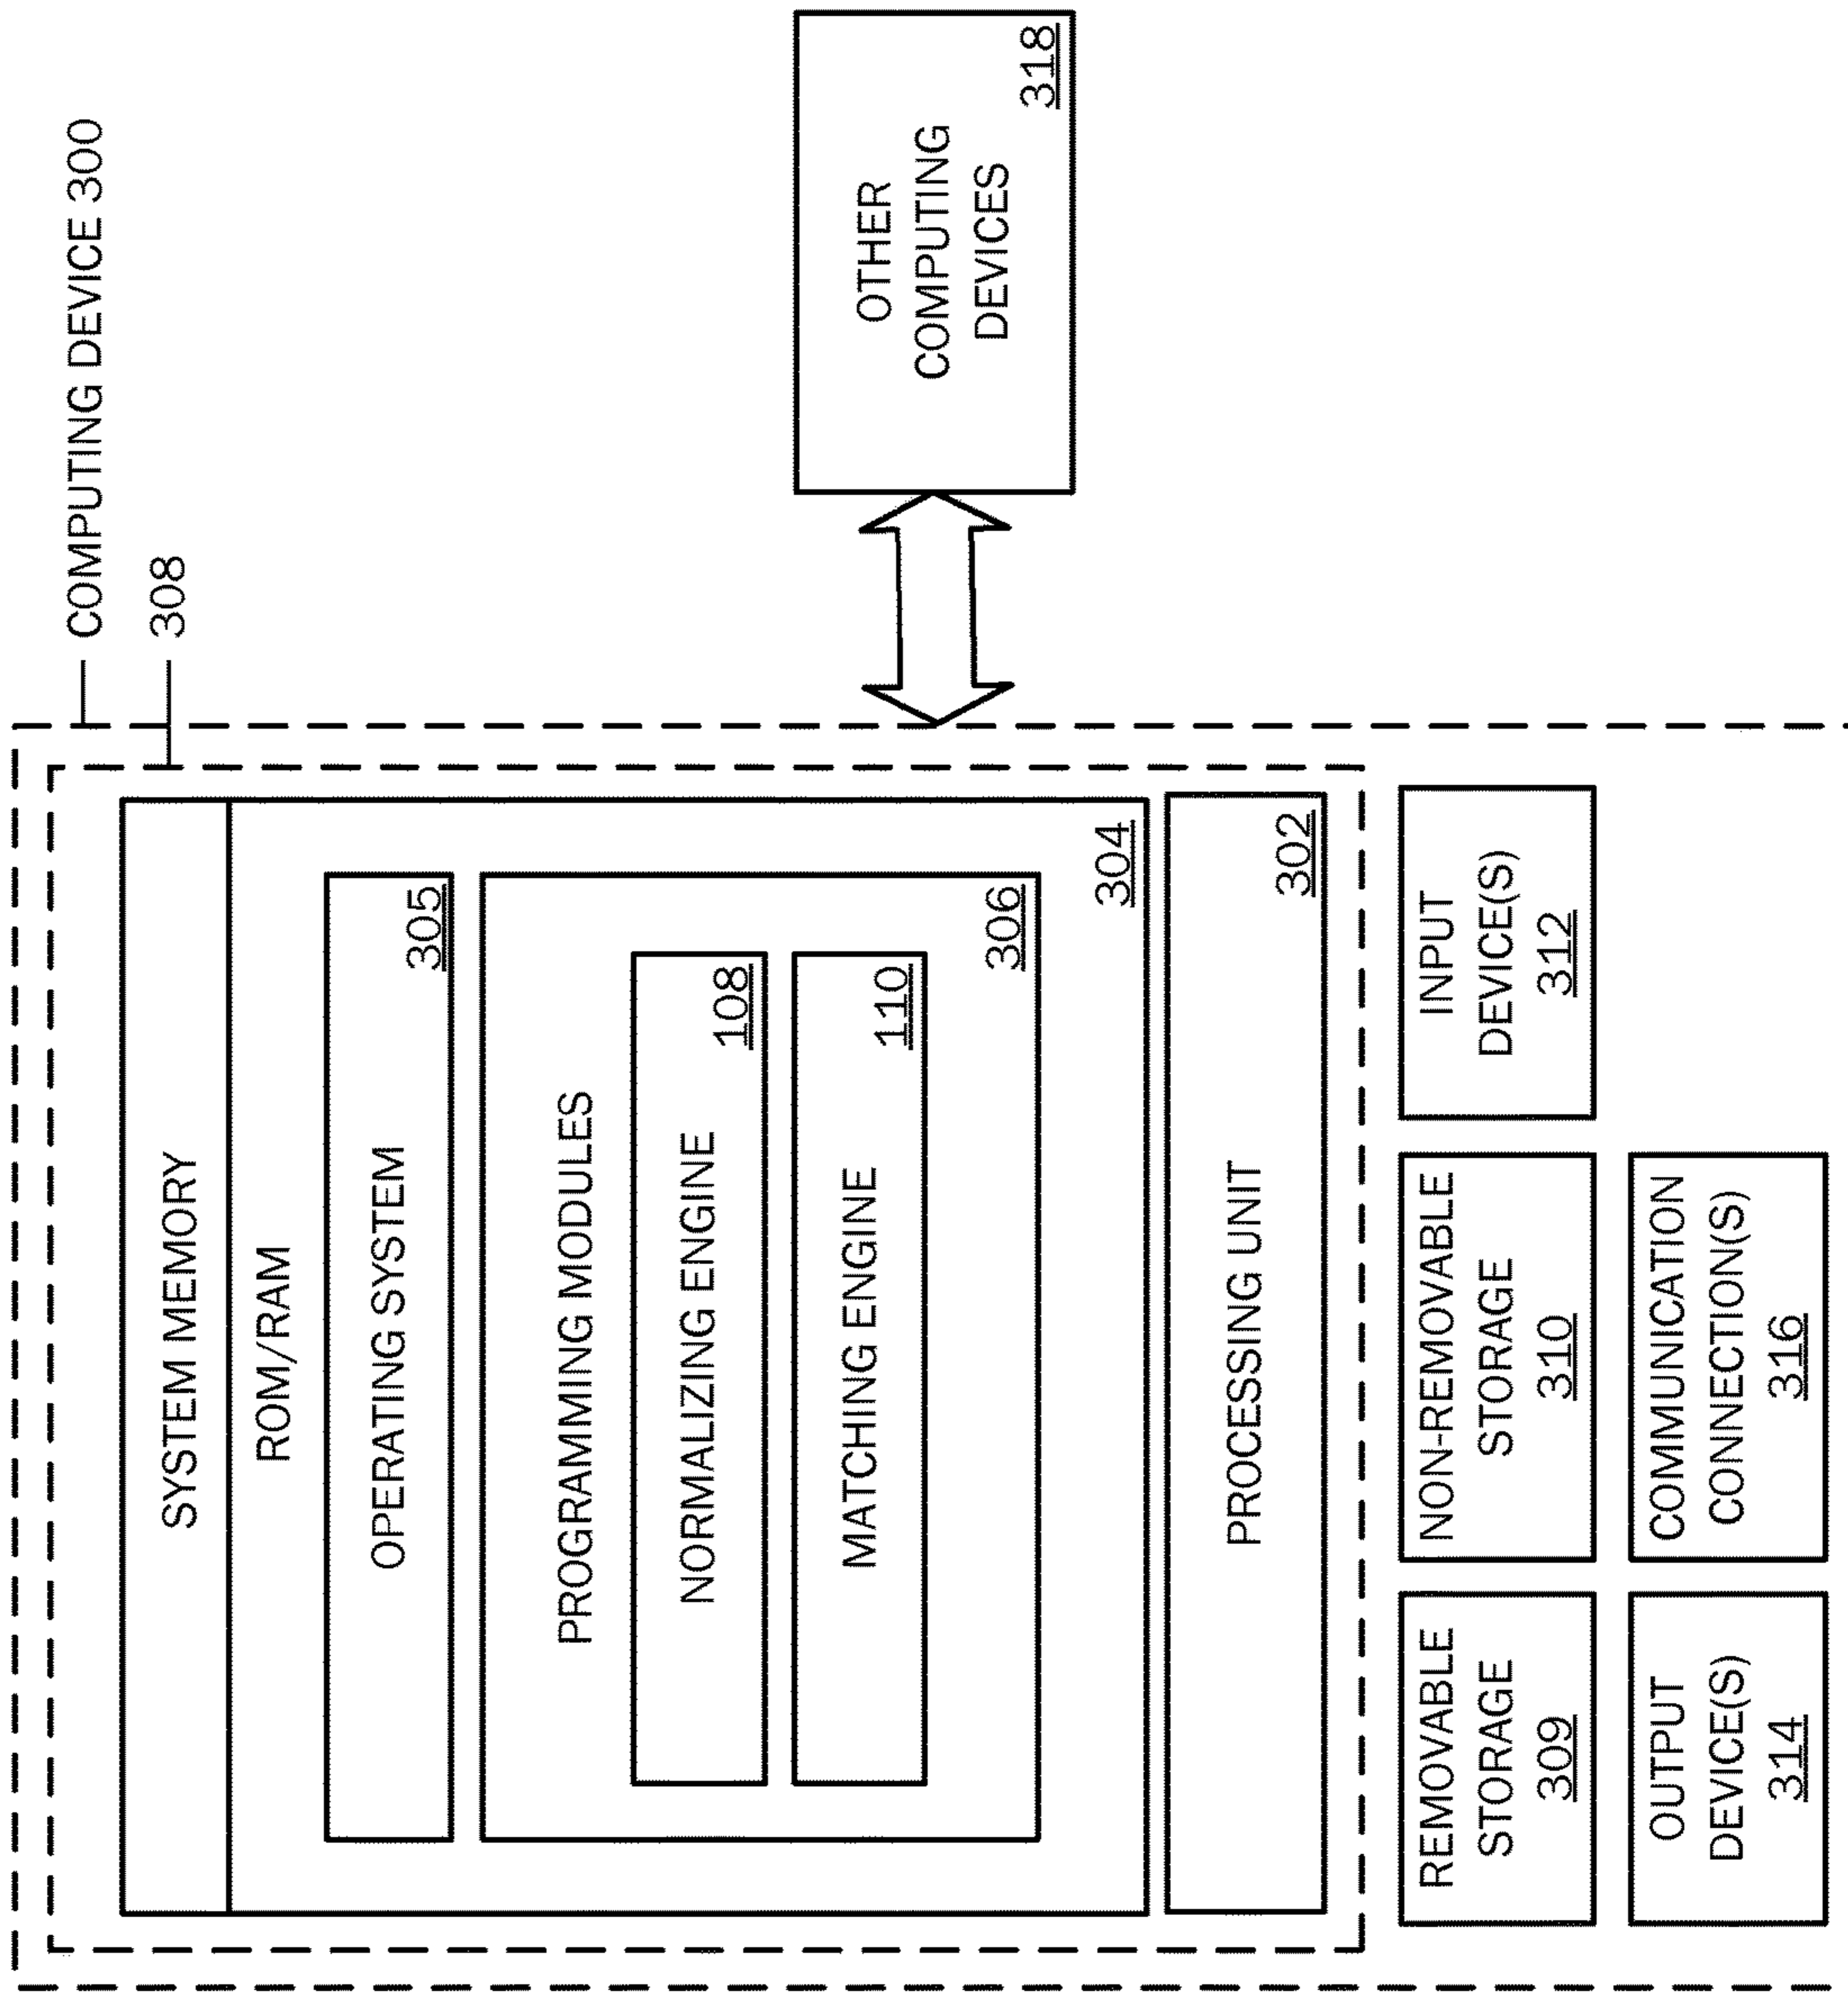 COMPUTING DEVICE 300
308
SYSTEM MEMORY
ROM/RAM
OPERATING SYSTEM
305
PROGRAMMING MODULES
NORMALIZING ENGINE
108
MATCHING ENGINE
110
306
304
PROCESSING UNIT
302
REMOVABLE
STORAGE
309
NON-REMOVABLE
STORAGE
310
INPUT
DEVICE(S)
312
OUTPUT
DEVICE(S)
314
COMMUNICATION
CONNECTION(S)
316
OTHER
COMPUTING
DEVICES
318